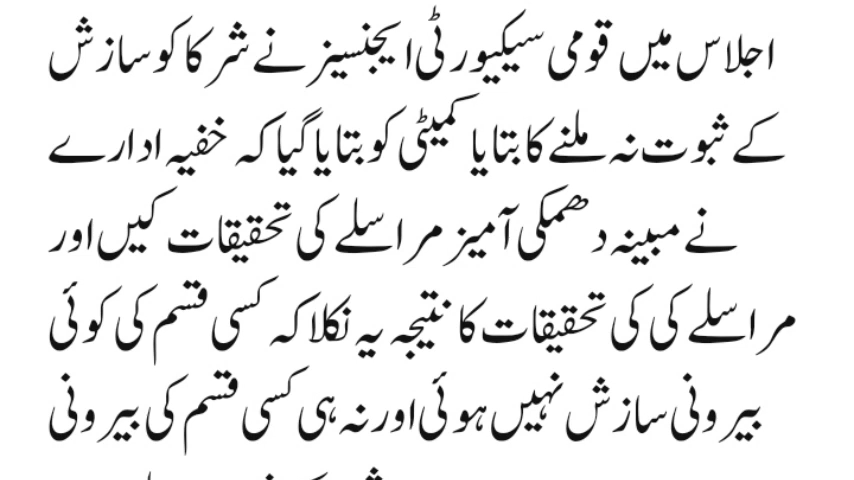 اجلاس میں قومی سیکیورٹی ایجنسیز نے شرکا کو سازش
کے ثبوت نہ ملنے کا بتایا کمیٹی کو بتایا گیا کہ خفیہ ادارے
نے مبینہ دھمکی آمیز مراسلے کی تحقیقات کیں اور
مراسلے کی کی تحقیقات کا نتیجہ یہ نکلا کہ کسی قسم کی کوئی
بیرونی سازش نہیں ہوئی اور نہ ہی کسی قسم کی بیرونی